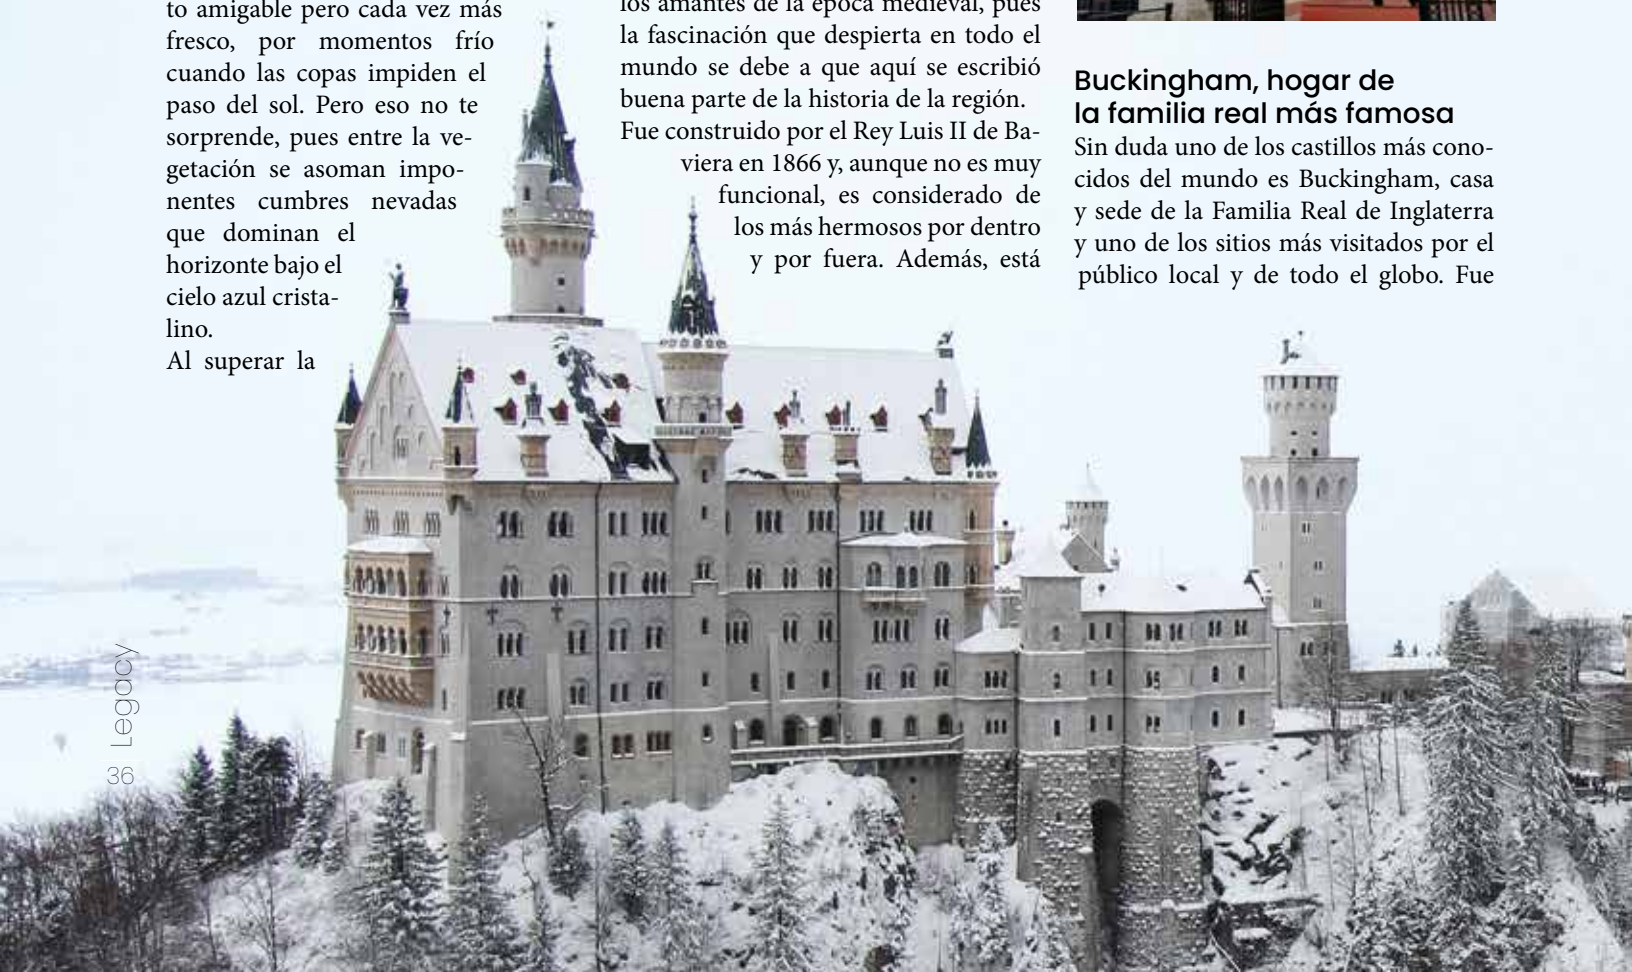 to amigable pero cada vez más
fresco, por momentos frío
cuando las copas impiden el
paso del sol. Pero eso no te
sorprende, pues entre la ve-
getación se asoman impo-
nentes cumbres nevadas
que dominan el
horizonte bajo el
cielo azul crista-
lino.
Al superar la
los amantes de la época medieval, pues
la fascinación que despierta en todo el
mundo se debe a que aquí se escribió
buena parte de la historia de la región.
Fue construido por el Rey Luis II de Ba-
viera en 1866 y, aunque no es muy
funcional, es considerado de
los más hermosos por dentro
y por fuera. Además, está
Buckingham, hogar de
la familia real más famosa
Sin duda uno de los castillos más cono-
cidos del mundo es Buckingham, casa
y sede de la Familia Real de Inglaterra
y uno de los sitios más visitados por el
público local y de todo el globo. Fue
36 Legacy